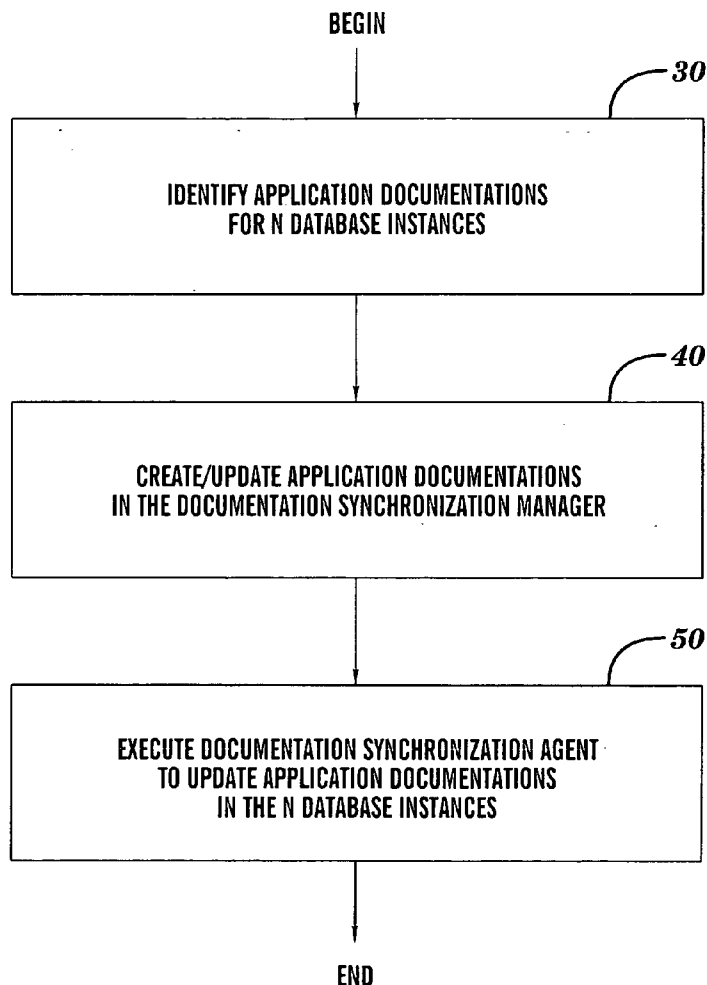 BEGIN
30
IDENTIFY APPLICATION DOCUMENTATIONS
FOR N DATABASE INSTANCES
40
CREATE/UPDATE APPLICATION DOCUMENTATIONS
IN THE DOCUMENTATION SYNCHRONIZATION MANAGER
50
EXECUTE DOCUMENTATION SYNCHRONIZATION AGENT
TO UPDATE APPLICATION DOCUMENTATIONS
IN THE N DATABASE INSTANCES
END